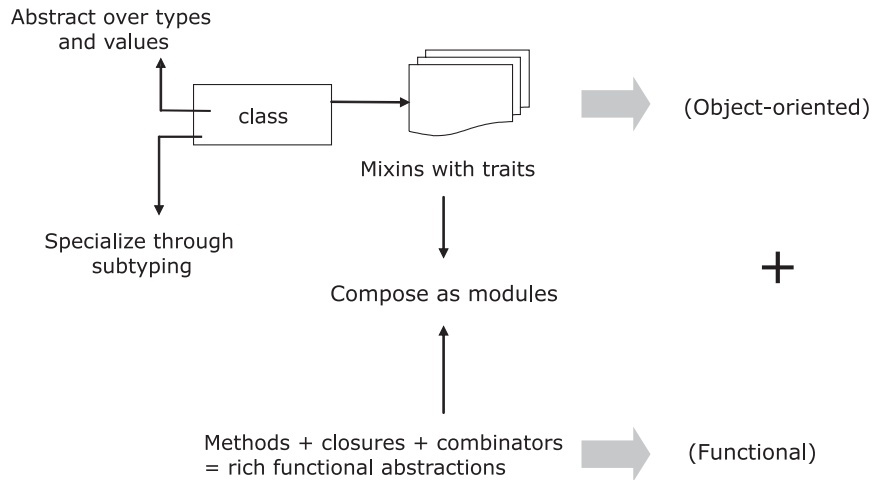 Abstract over types
and values
class
(Object-oriented)
Mixins with traits
Specialize through
subtyping
+
Compose as modules
Methods + closures + combinators
= rich functional abstractions
(Functional)